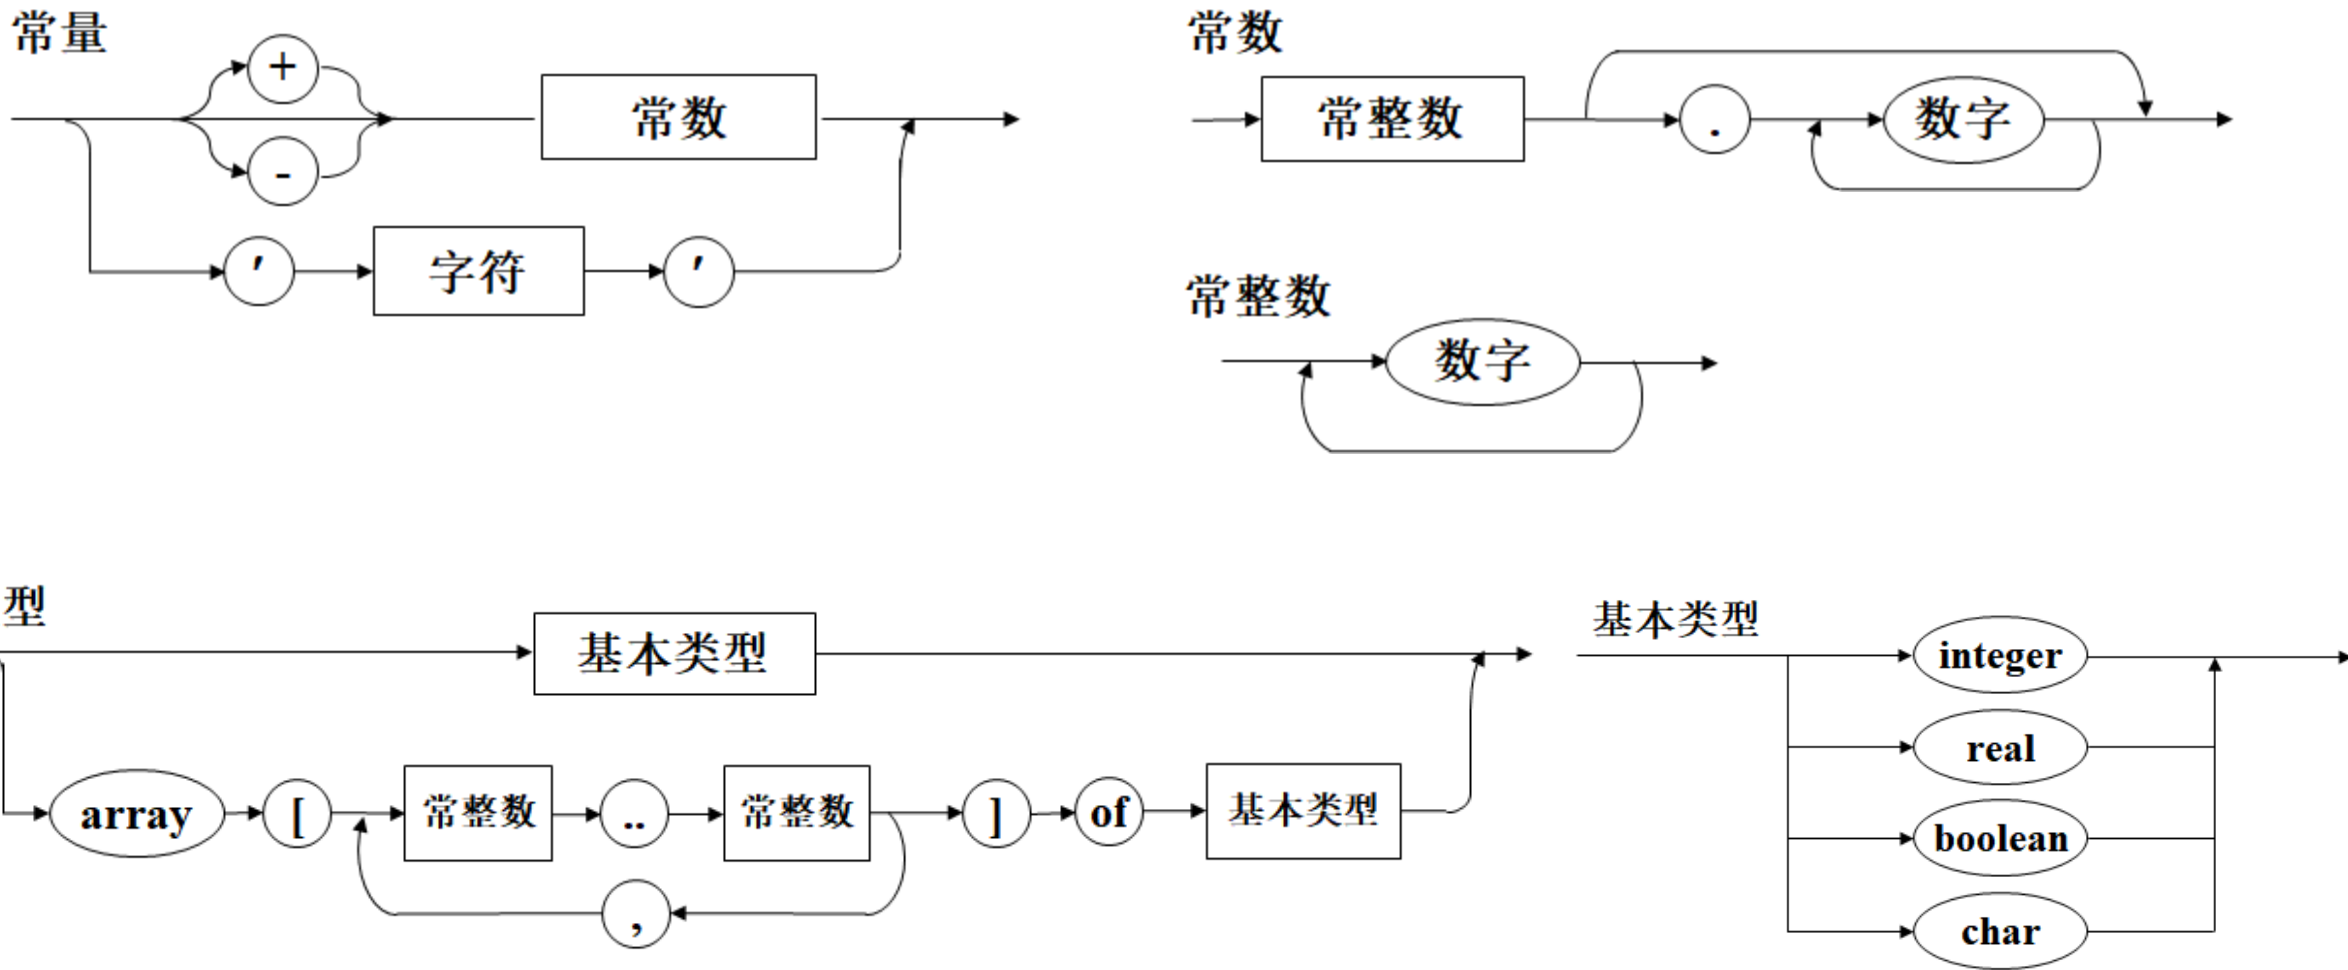 常量
+
常数
-
' 字符 '
常数
常整数 . 数字
常整数
数字
型
基本类型
array [ 常整数 .. 常整数 ] of 基本类型
,
基本类型
integer
real
boolean
char